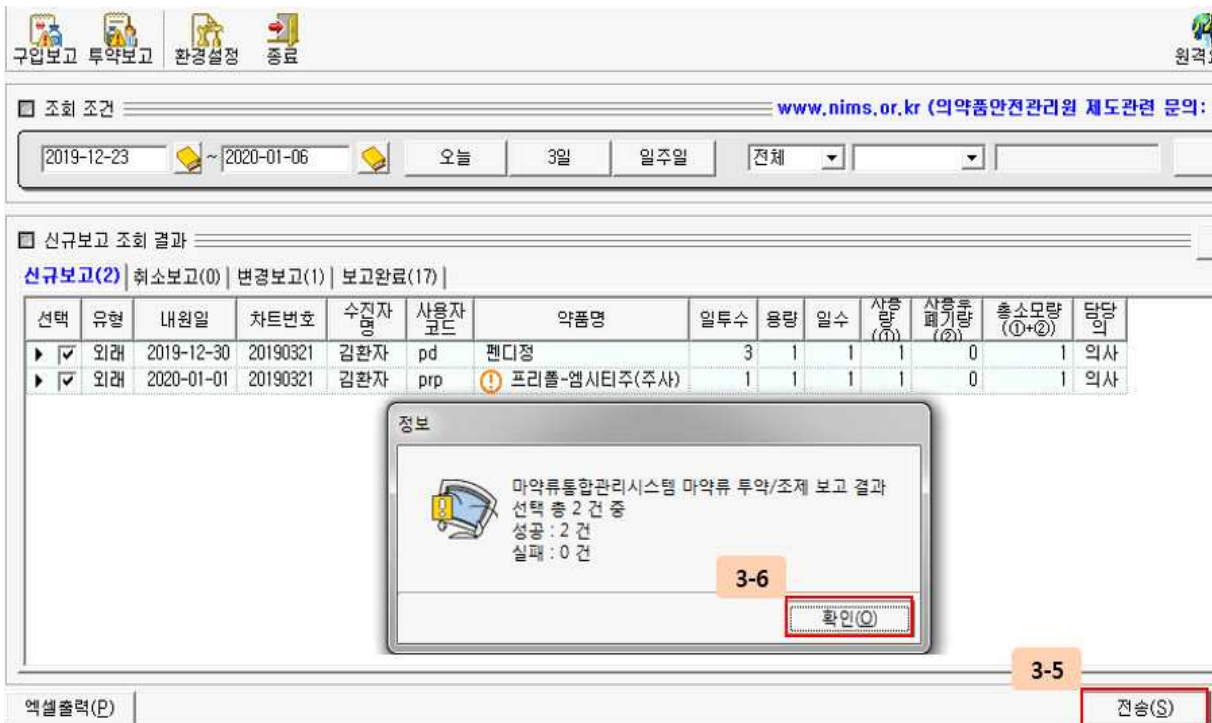 구입보고 투약보고 환경설정 종료
조회 조건 www.nims.or.kr (의약품안전관리원 제도관련 문의:
2019-12-23 ~ 2020-01-06 오늘 3일 일주일 전체
신규보고 조회 결과
신규보고(2) 취소보고(0) 변경보고(1) 보고완료(17)
선택 유형 내원일 차트번호 수진자명 사용자코드 약품명 일투수 용량 일수 사용량(①) 사용후폐기량(②) 총소모량(①+②) 담당의
외래 2019-12-30 20190321 김환자 pd 펜디정 3 1 1 1 0 1 의사
외래 2020-01-01 20190321 김환자 prp 프리폴-엠시티주(주사) 1 1 1 1 0 1 의사
정보
마약류통합관리시스템 마약류 투약/조제 보고 결과
선택 총 2 건 중
성공 : 2 건
실패 : 0 건
3-6
확인(O)
3-5
엑셀출력(P) 전송(S)